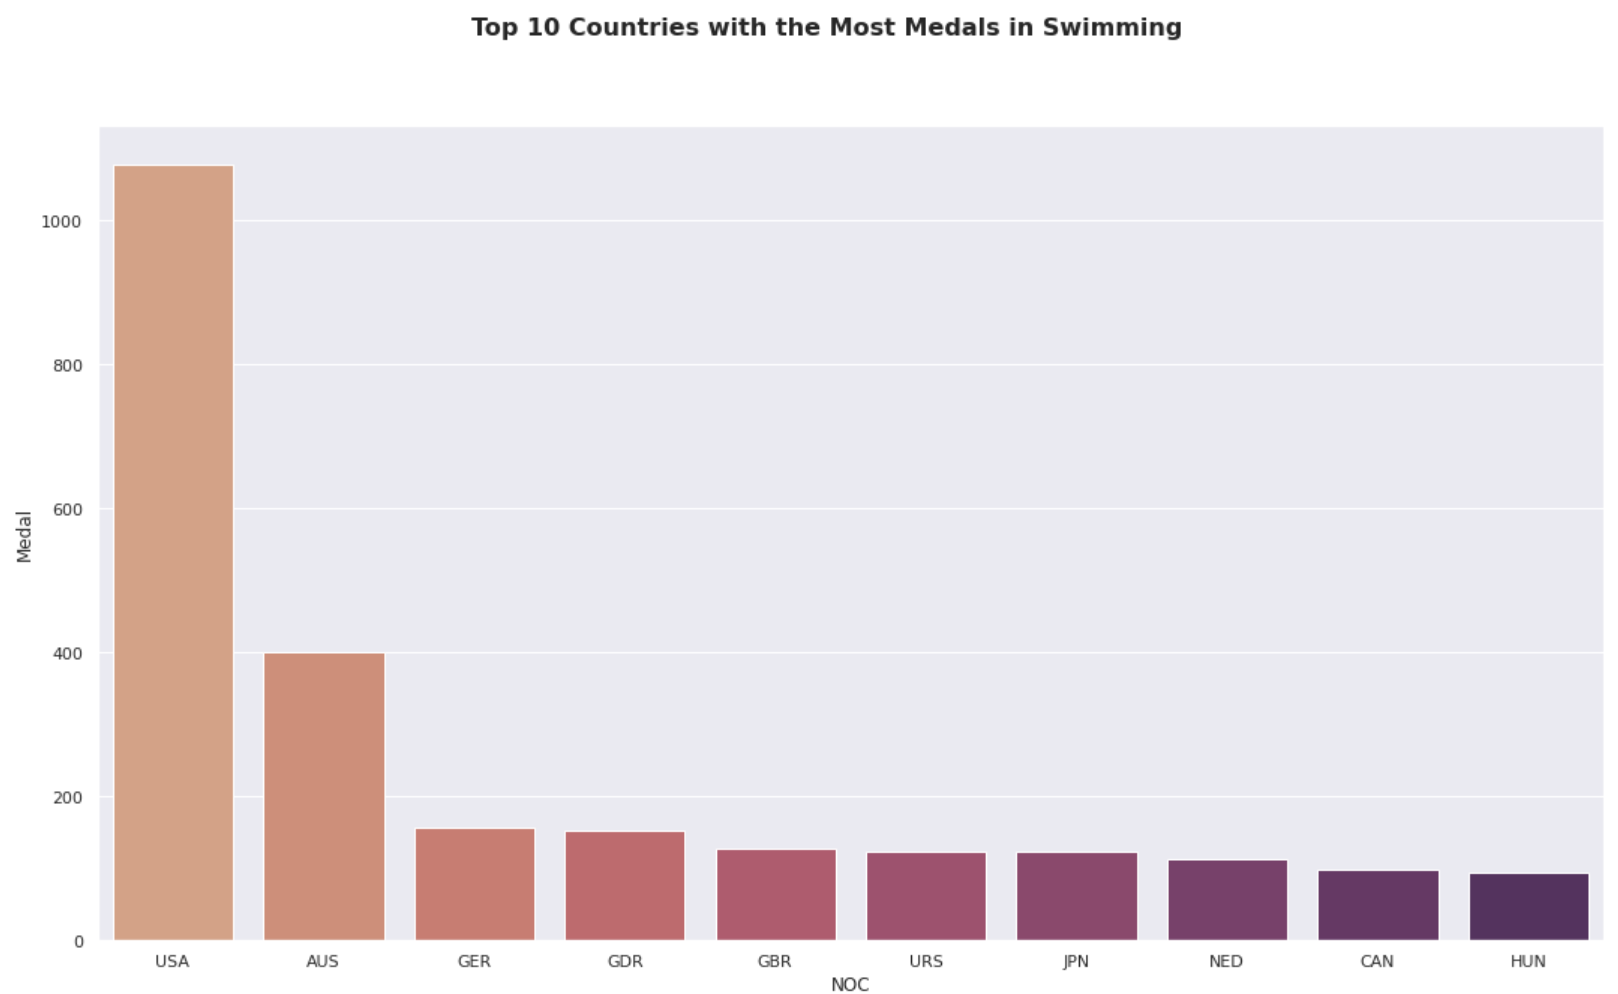 Top 10 Countries with the Most Medals in Swimming
Medal
1000
800
600
400
200
0
USA AUS GER GDR GBR URS JPN NED CAN HUN
NOC